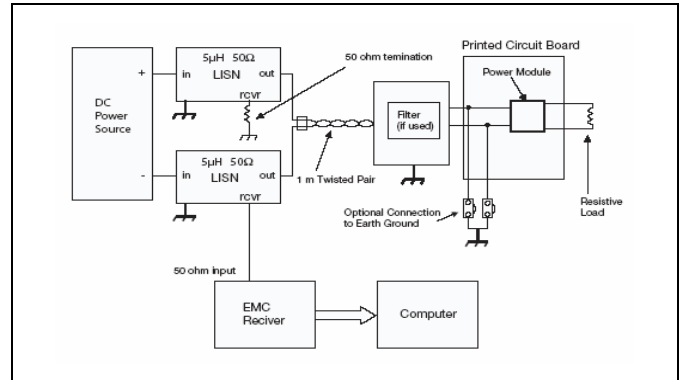 5µH 50Ω
LISN
in
out
rcvr
+
50 ohm temination
DC
Power
Source
-
5µH 50Ω
LISN
in
out
rcvr
1 m Twisted Pair
Filter
(if used)
Printed Circuit Board
Power Module
Resistive
Load
Optional Connection
to Earth Ground
50 ohm input
EMC
Reciver
Computer